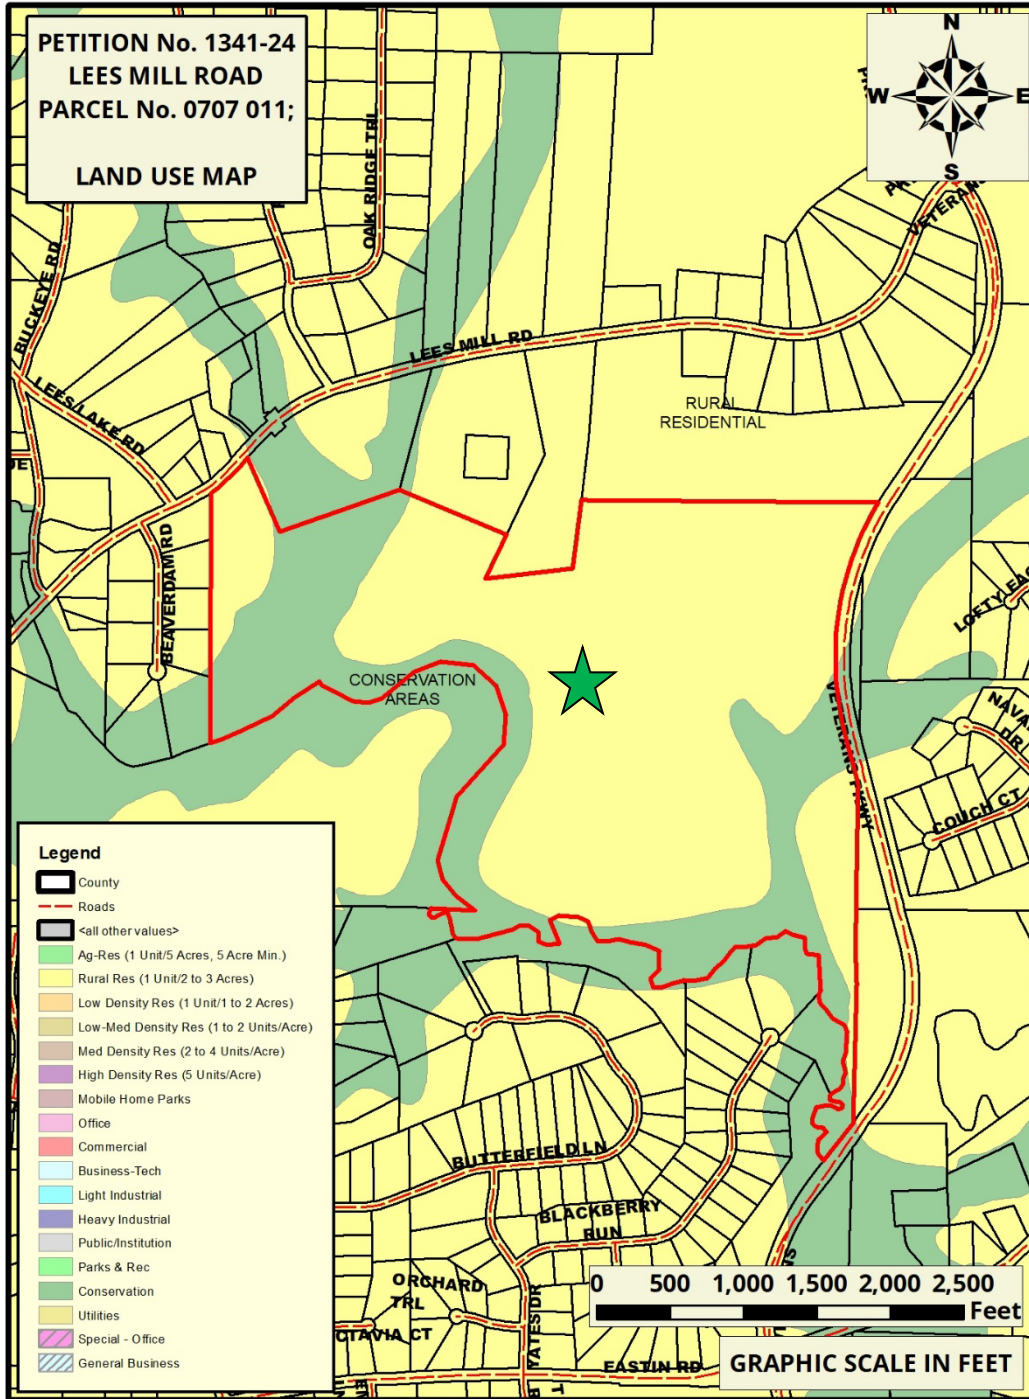 PETITION No. 1341-24
LEES MILL ROAD
PARCEL No. 0707 011;
LAND USE MAP
N
W
E
S
OAK RIDGE TRL
BUCKEYE RD
VETERANS
LEES MILL RD
LEES LAKE RD
RURAL
RESIDENTIAL
BEAVERDAM RD
CONSERVATION
AREAS
VETERANS PKWY
COUCH CT
Legend
County
Roads
<all other values>
Ag-Res (1 Unit/5 Acres, 5 Acre Min.)
Rural Res (1 Unit/2 to 3 Acres)
Low Density Res (1 Unit/1 to 2 Acres)
Low-Med Density Res (1 to 2 Units/Acre)
Med Density Res (2 to 4 Units/Acre)
High Density Res (5 Units/Acre)
Mobile Home Parks
Office
Commercial
Business-Tech
Light Industrial
Heavy Industrial
Public/Institution
Parks & Rec
Conservation
Utilities
Special - Office
General Business
BUTTERFIELD LN
BLACKBERRY
RUN
ORCHARD
TRL
YATES DR
EASTIN RD
0 500 1,000 1,500 2,000 2,500
Feet
GRAPHIC SCALE IN FEET